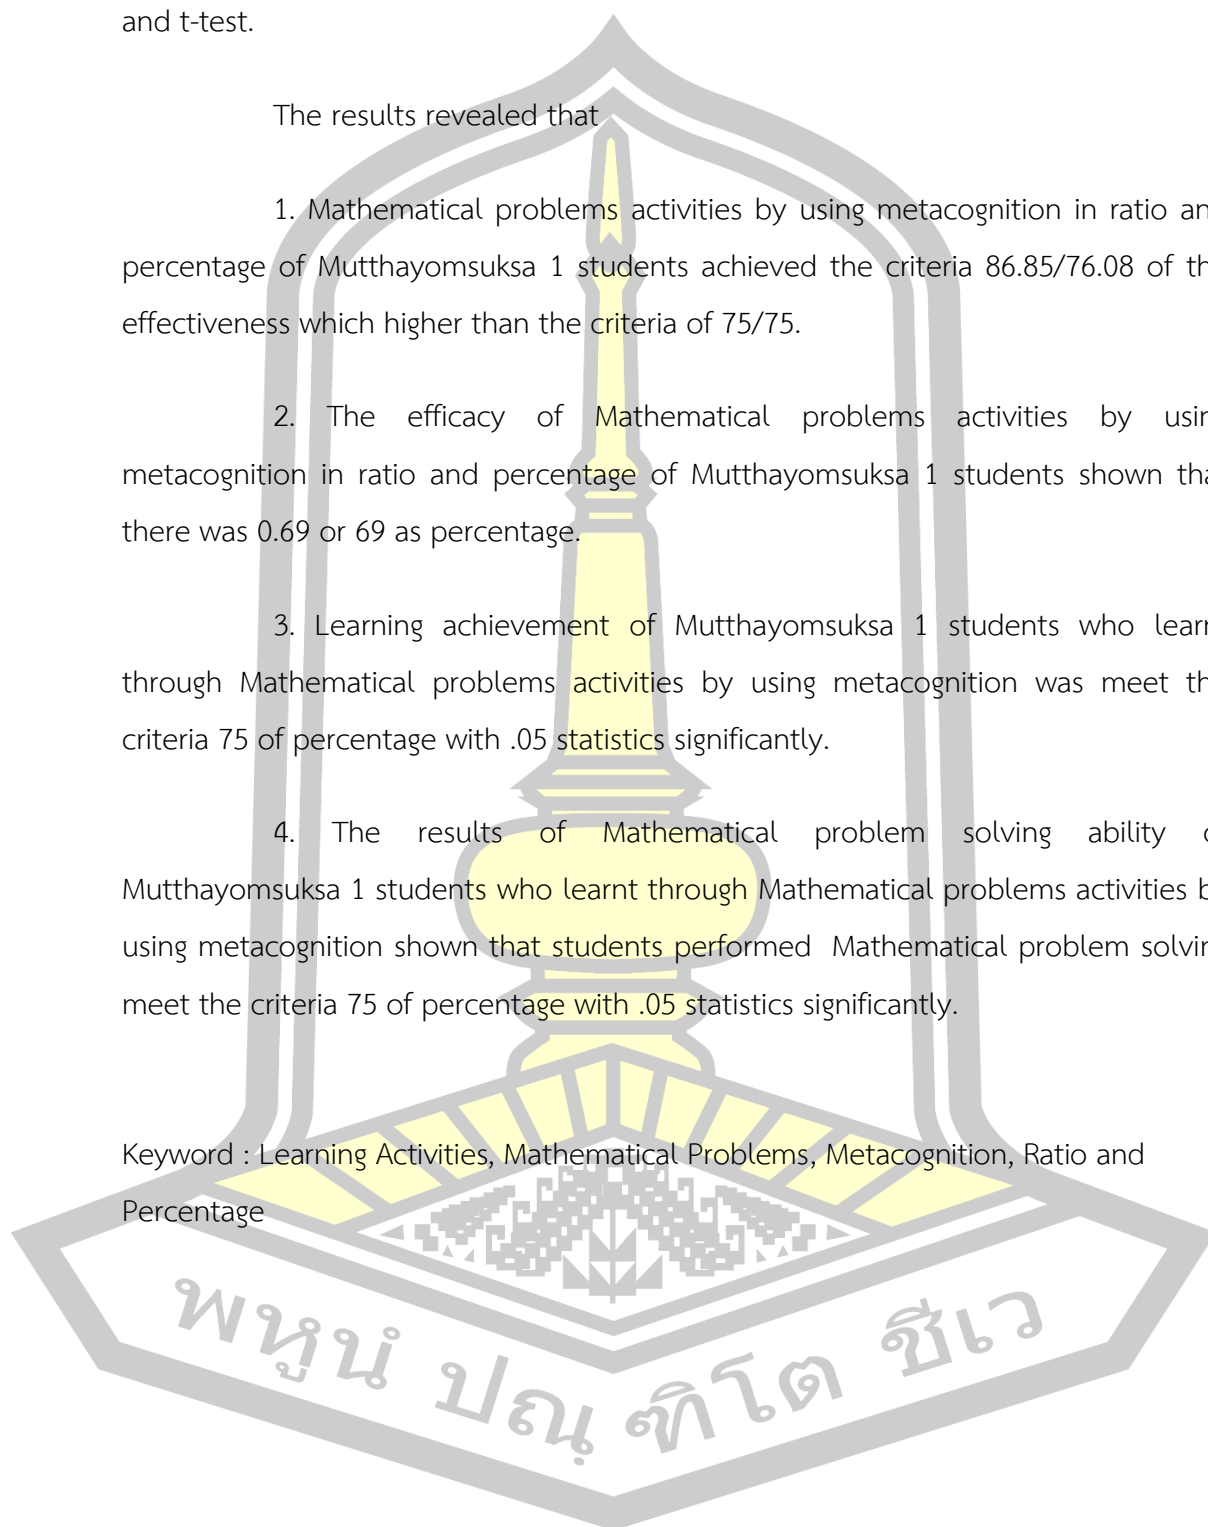 and t-test.
The results revealed that
1. Mathematical problems activities by using metacognition in ratio an
percentage of Mutthayomsuksa 1 students achieved the criteria 86.85/76.08 of th
effectiveness which higher than the criteria of 75/75.
2. The efficacy of Mathematical problems activities by usin
metacognition in ratio and percentage of Mutthayomsuksa 1 students shown tha
there was 0.69 or 69 as percentage.
3. Learning achievement of Mutthayomsuksa 1 students who learn
through Mathematical problems activities by using metacognition was meet th
criteria 75 of percentage with .05 statistics significantly.
4. The results of Mathematical problem solving ability o
Mutthayomsuksa 1 students who learnt through Mathematical problems activities b
using metacognition shown that students performed Mathematical problem solvin
meet the criteria 75 of percentage with .05 statistics significantly.
Keyword : Learning Activities, Mathematical Problems, Metacognition, Ratio and
Percentage
พหูนํ ปณฺฑิโต ชีเว